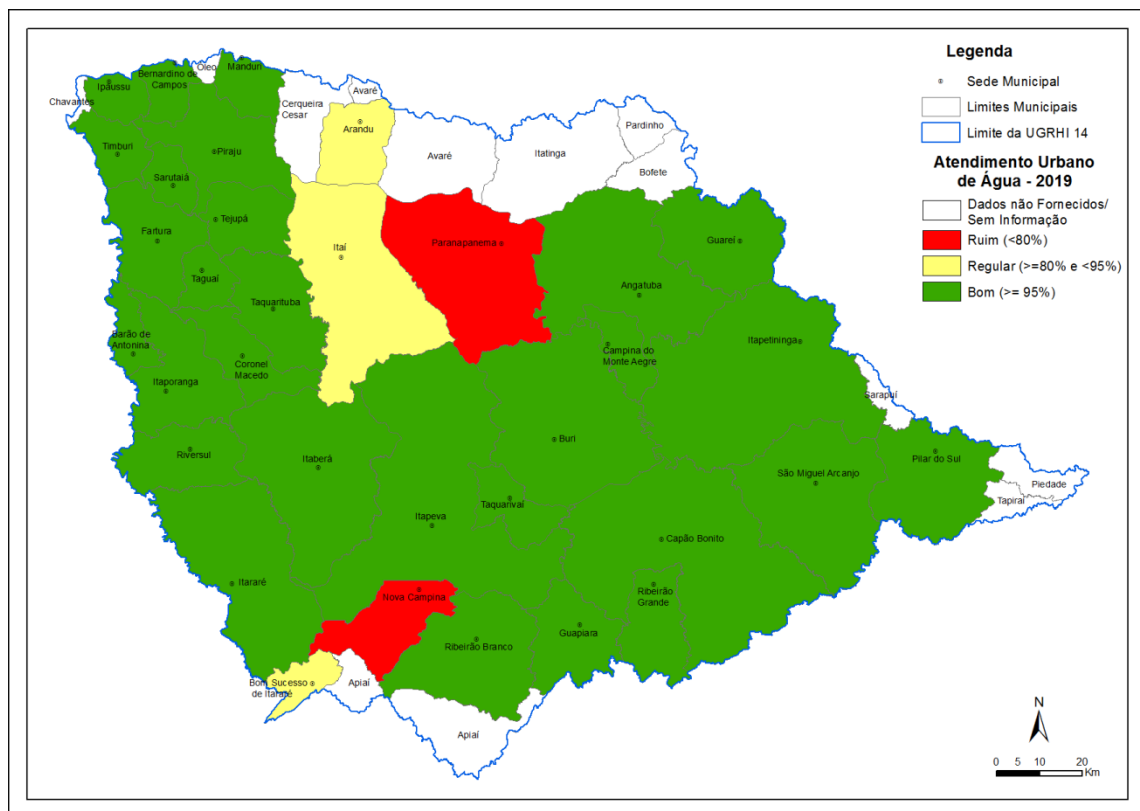 Legenda
Sede Municipal
Limites Municipais
Limite da UGRHI 14
Atendimento Urbano
de Água - 2019
Dados não Fornecidos/
Sem Informação
Ruim (<80%)
Regular (>=80% e <95%)
Bom (>= 95%)
Chavantes
Ipaussu
Bernardino de
Campos
Óleo
Manduri
Cerqueira
Cesar
Avaré
Arandu
Avaré
Itatinga
Pardinho
Bofete
Timburi
Piraju
Sarutaiá
Tejupá
Fartura
Taguaí
Taquarituba
Itaí
Paranapanema
Guareí
Angatuba
Barão de
Antonina
Coronel
Macedo
Campina do
Monte Aegre
Itapetininga
Itaporanga
Sarapuí
Riversul
Itaberá
Buri
Pilar do Sul
São Miguel Arcanjo
Piedade
Tapiraí
Taquarivaí
Itapeva
Capão Bonito
Itararé
Nova Campina
Ribeirão
Grande
Ribeirão Branco
Guapiara
Bom Sucesso
de Itararé
Apiaí
Apiaí
N
0 5 10 20
Km